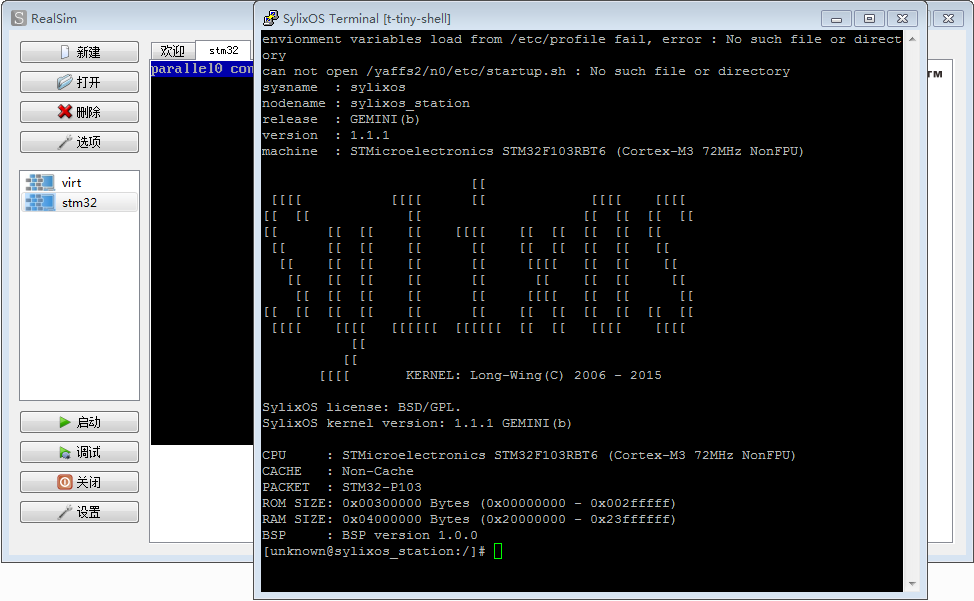 RealSim
新建
打开
删除
选项
virt
stm32
启动
调试
关闭
设置
欢迎
stm32
parallel0 con
SylixOS Terminal [t-tiny-shell]
envionment variables load from /etc/profile fail, error : No such file or direct
ory
can not open /yaffs2/n0/etc/startup.sh : No such file or directory
sysname  : sylixos
nodename : sylixos_station
release  : GEMINI(b)
version  : 1.1.1
machine  : STMicroelectronics STM32F103RBT6 (Cortex-M3 72MHz NonFPU)
SylixOS
KERNEL: Long-Wing(C) 2006 - 2015
SylixOS license: BSD/GPL.
SylixOS kernel version: 1.1.1 GEMINI(b)
CPU     : STMicroelectronics STM32F103RBT6 (Cortex-M3 72MHz NonFPU)
CACHE   : Non-Cache
PACKET  : STM32-P103
ROM SIZE: 0x00300000 Bytes (0x00000000 - 0x002fffff)
RAM SIZE: 0x04000000 Bytes (0x20000000 - 0x23ffffff)
BSP     : BSP version 1.0.0
[unknown@sylixos_station:/]#
TM